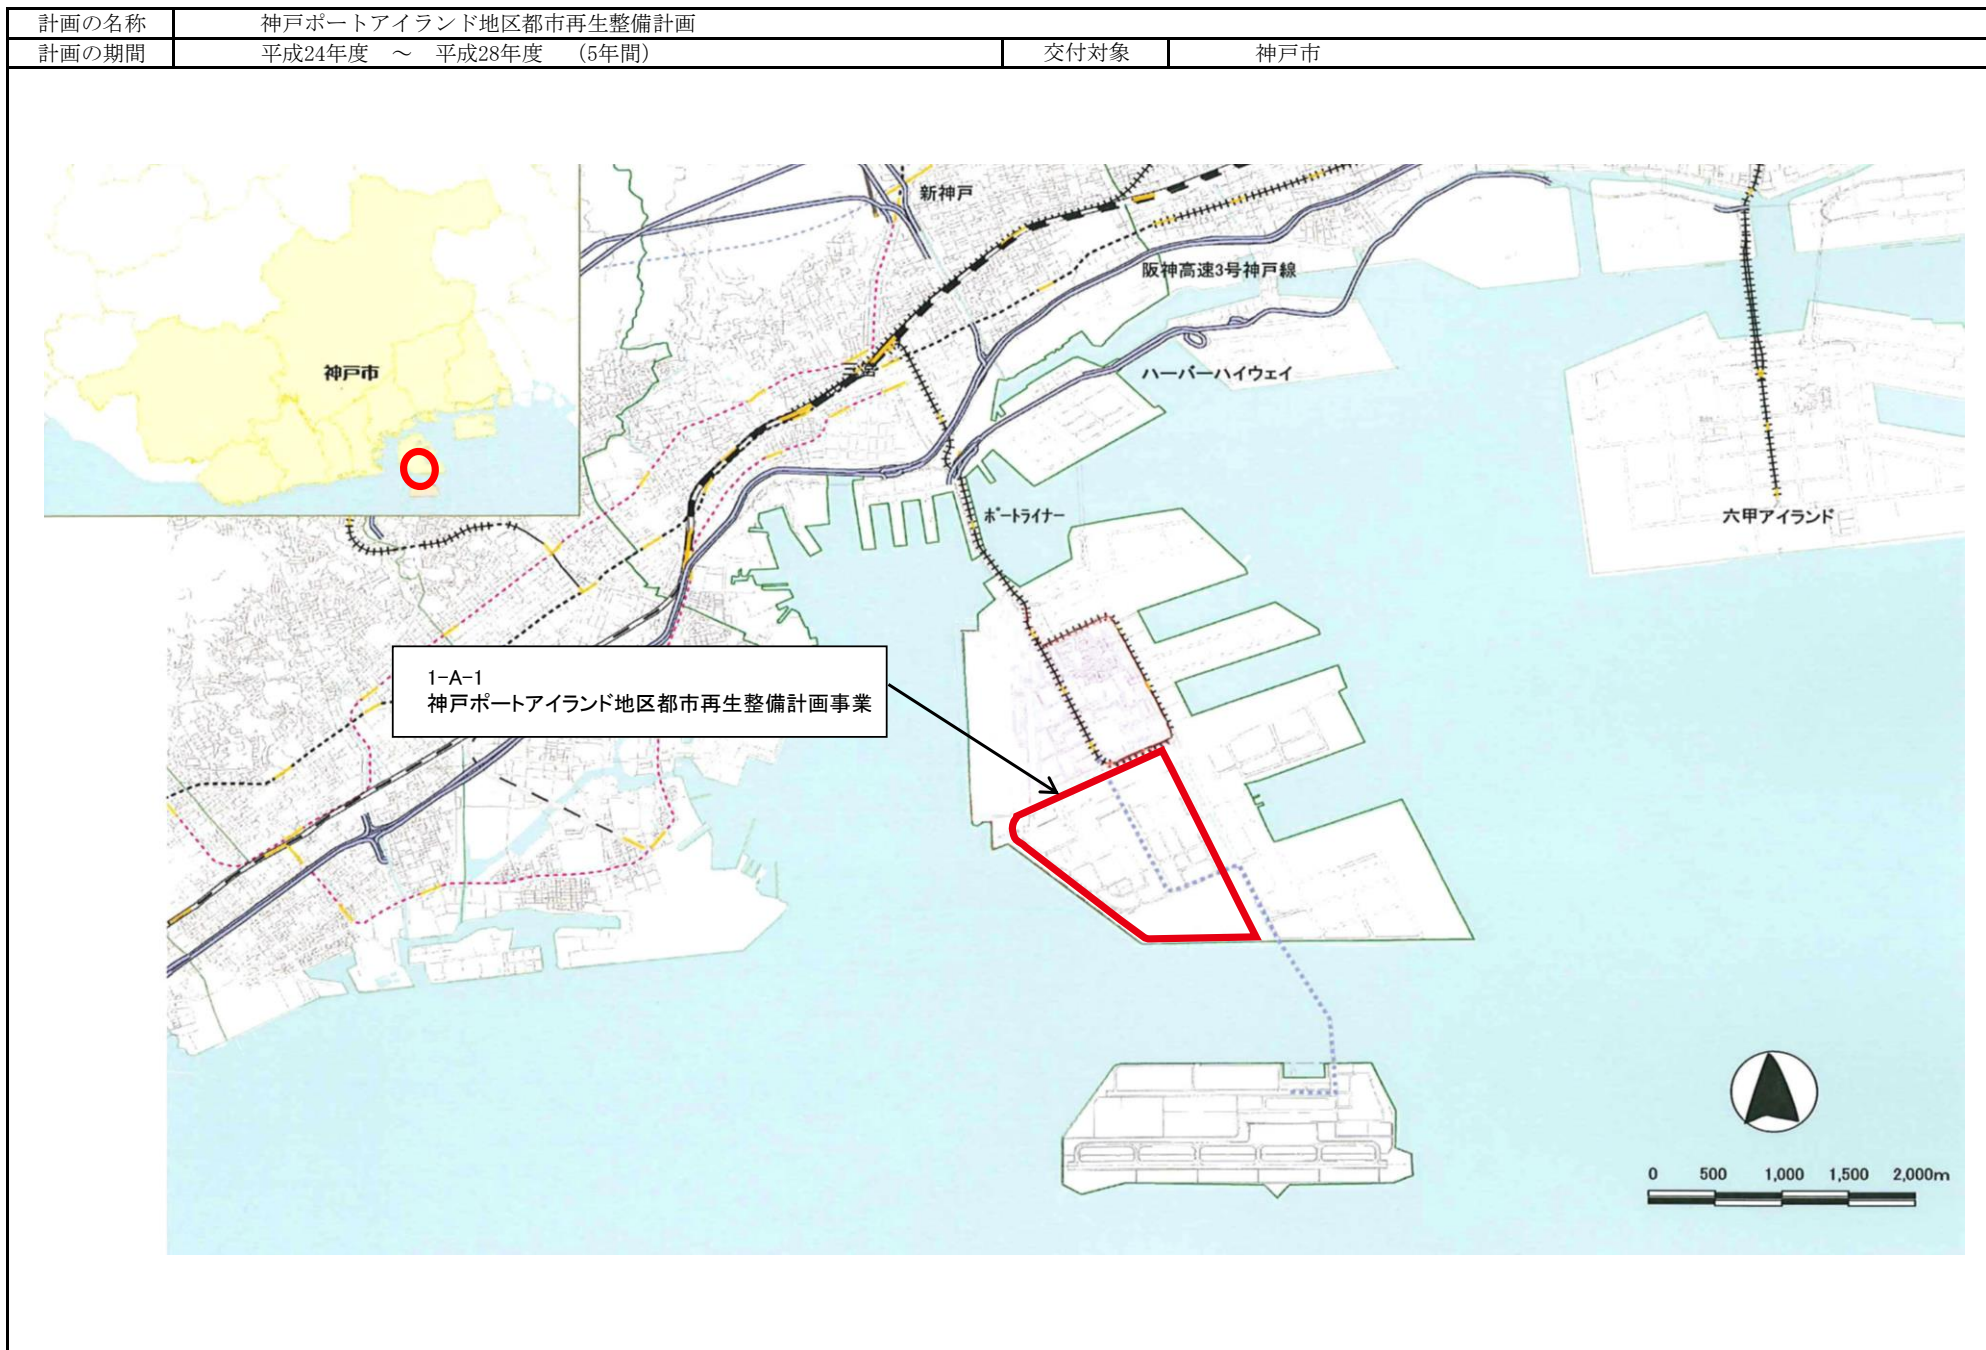 計画の名称 神戸ポートアイランド地区都市再生整備計画
計画の期間 平成24年度 ~ 平成28年度 (5年間) 交付対象 神戸市
新神戸
阪神高速3号神戸線
神戸市
三宮
ハーバーハイウェイ
ポートライナー
六甲アイランド
1-A-1
神戸ポートアイランド地区都市再生整備計画事業
0 500 1,000 1,500 2,000m